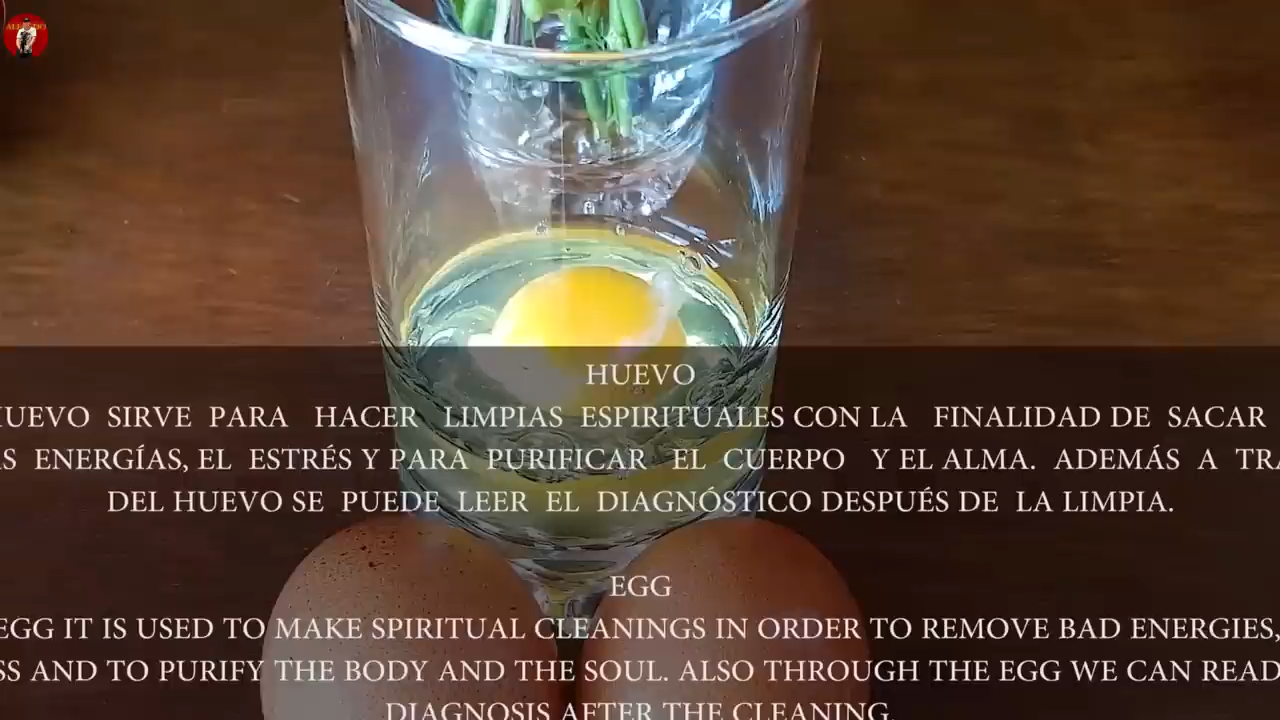 HUEVO
HUEVO SIRVE PARA HACER LIMPIAS ESPIRITUALES CON LA FINALIDAD DE SACAR
ENERGÍAS, EL ESTRÉS Y PARA PURIFICAR EL CUERPO Y EL ALMA. ADEMÁS A
DEL HUEVO SE PUEDE LEER EL DIAGNÓSTICO DESPUÉS DE LA LIMPIA.
EGG
EGG IT IS USED TO MAKE SPIRITUAL CLEANINGS IN ORDER TO REMOVE BAD ENERGIES,
AND TO PURIFY THE BODY AND THE SOUL. ALSO THROUGH THE EGG WE CAN READ
DIAGNOSIS AFTER THE CLEANING.